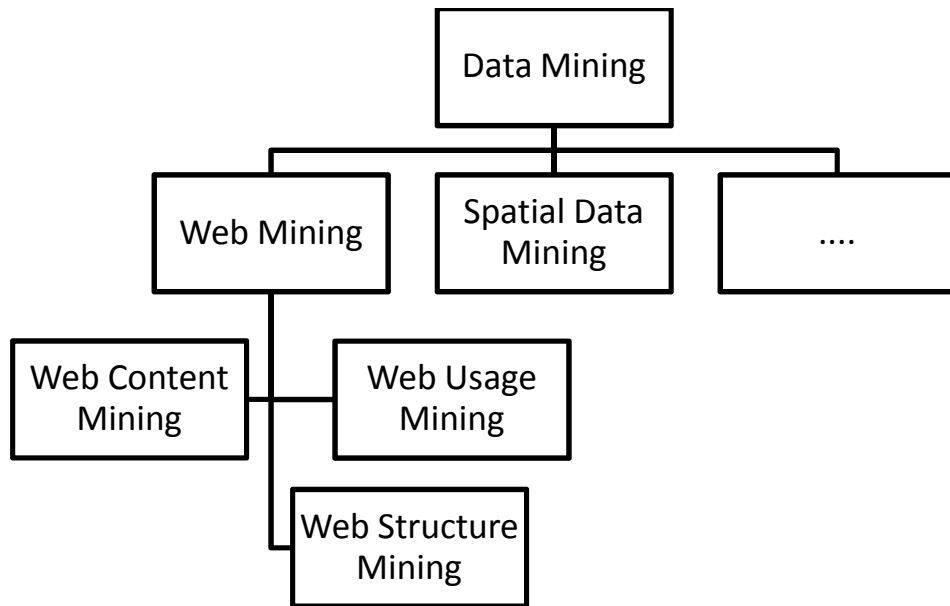 Data Mining
Web Mining
Spatial Data
Mining
....
Web Content
Mining
Web Usage
Mining
Web Structure
Mining